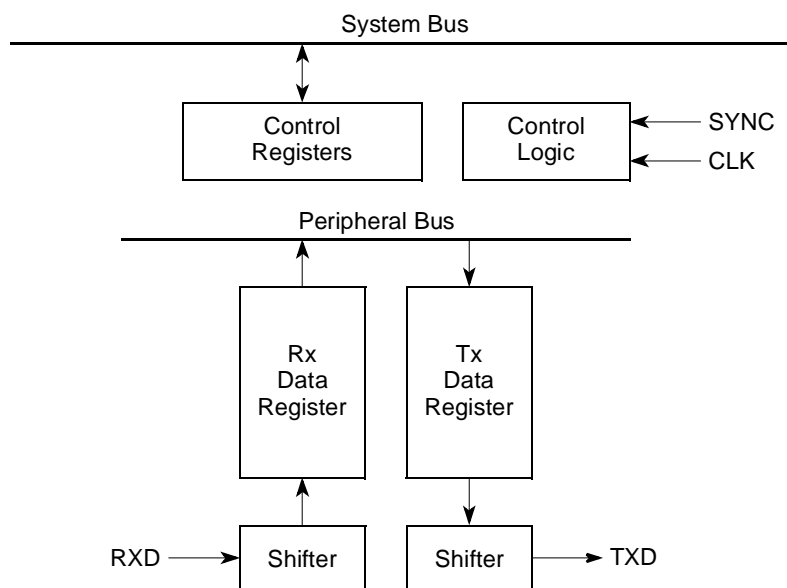 System Bus
Control
Registers
Control
Logic
SYNC
CLK
Peripheral Bus
Rx
Data
Register
Tx
Data
Register
RXD
Shifter
Shifter
TXD